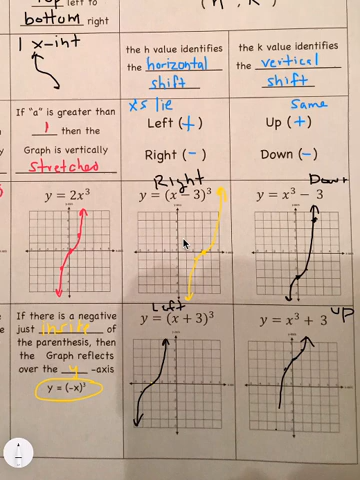 left to
bottom right
1 x-int
the h value identifies
the horizontal
shift
the k value identifies
the vertical
shift
If "a" is greater than
1 then the
Graph is vertically
stretched
x's lie
Left (+)
Right (-)
same
Up (+)
Down (-)
y = 2x³
Right
y = (x - 3)³
Down
y = x³ - 3
If there is a negative
just inside of
the parenthesis, then
the Graph reflects
over the y -axis
y = (-x)³
Left
y = (x + 3)³
y = x³ + 3 UP